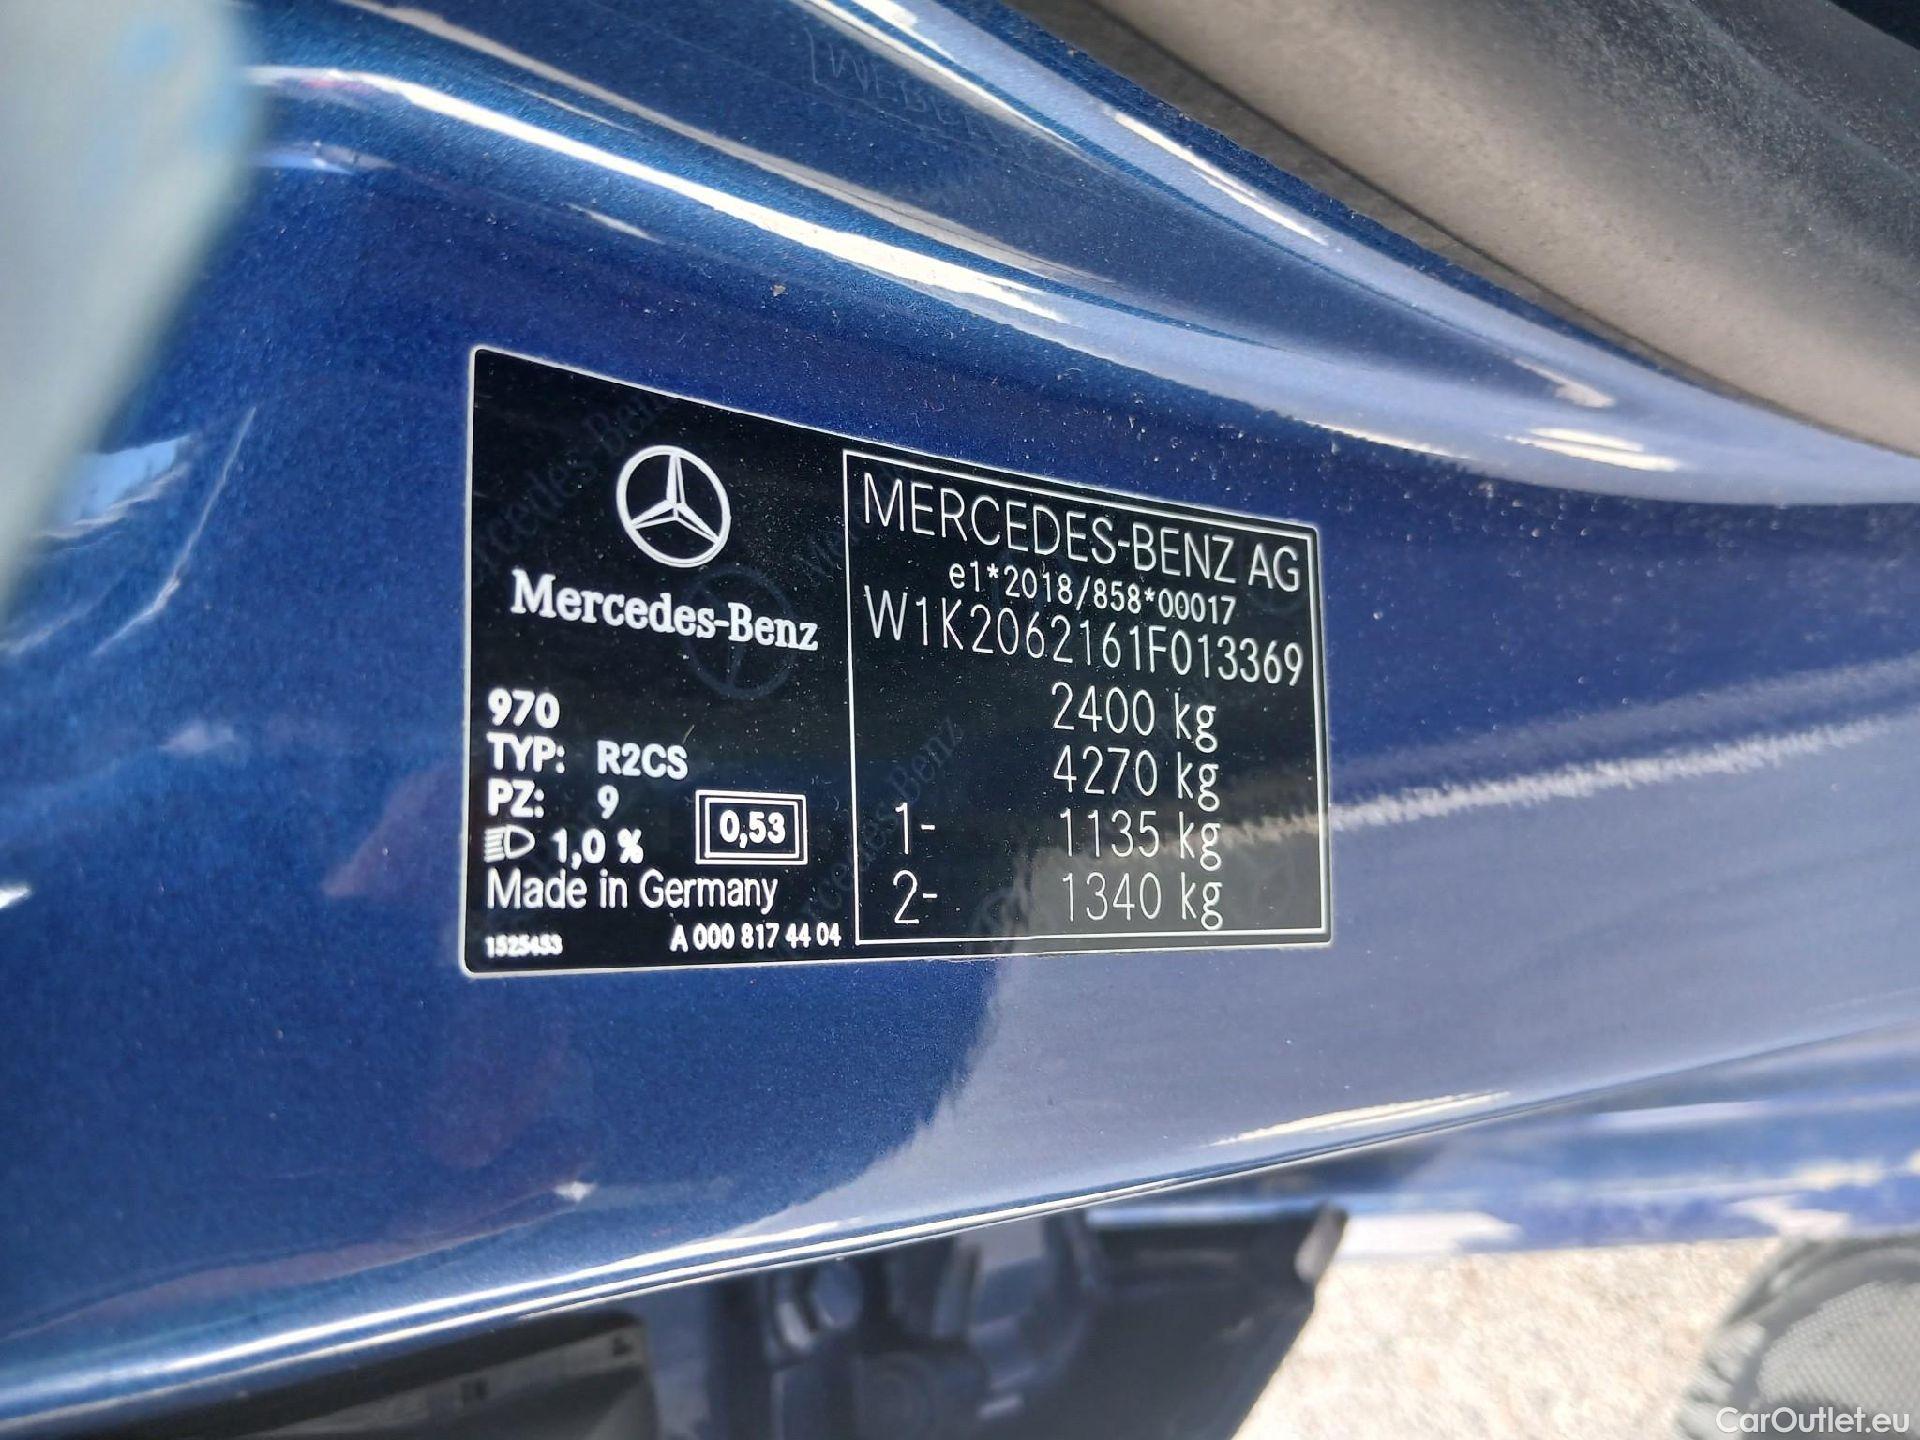 Mercedes-Benz
970
TYP: R2CS
PZ: 9
1,0 %
0,53
Made in Germany
1525453
A 000 817 44 04
MERCEDES-BENZ AG
e1*2018/858*00017
W1K2062161F013369
2400 kg
4270 kg
1- 1135 kg
2- 1340 kg
CarOutlet.eu